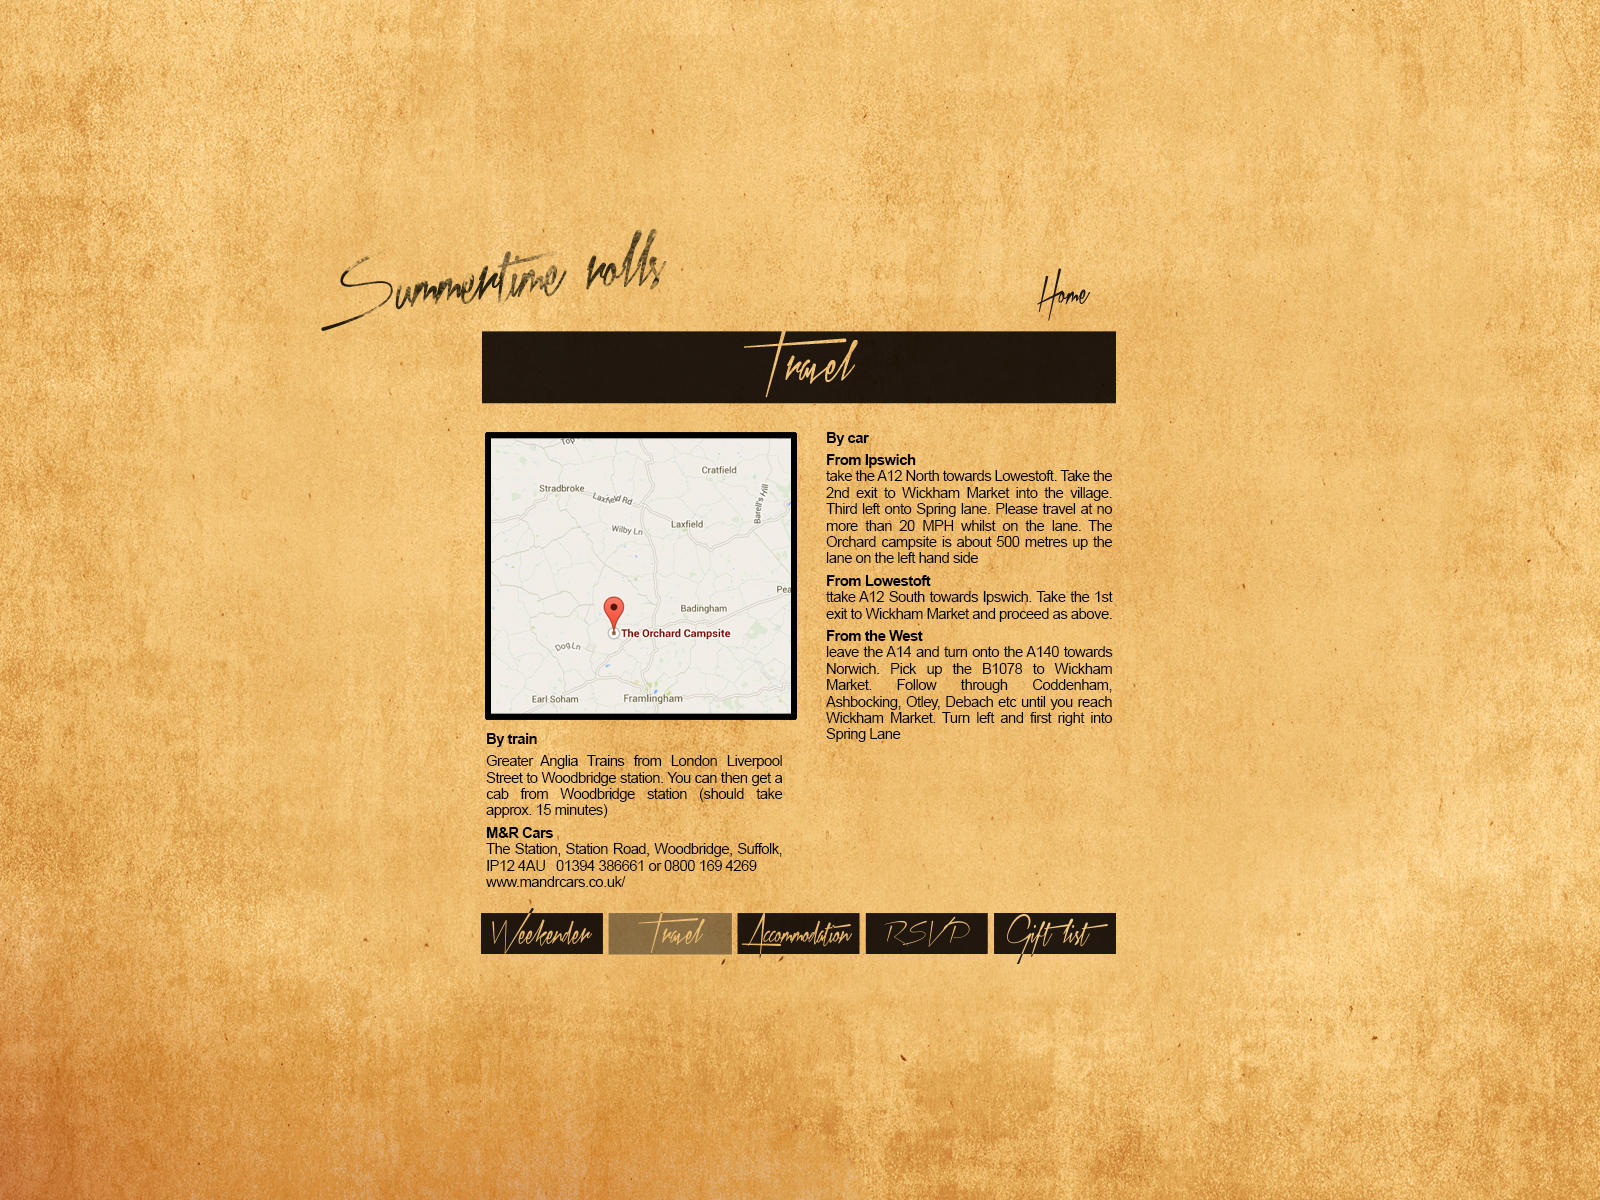 Summertime rolls
Home
Travel
Top
Cratfield
Stradbroke
Laxfield Rd
Barell's Hill
Laxfield
Wilby Ln
Pea
Badingham
The Orchard Campsite
Dog Ln
Earl Soham
Framlingham
By train
Greater Anglia Trains from London Liverpool
Street to Woodbridge station. You can then get a
cab from Woodbridge station (should take
approx. 15 minutes)
M&R Cars
The Station, Station Road, Woodbridge, Suffolk,
IP12 4AU 01394 386661 or 0800 169 4269
www.mandrcars.co.uk/
By car
From Ipswich
take the A12 North towards Lowestoft. Take the
2nd exit to Wickham Market into the village.
Third left onto Spring lane. Please travel at no
more than 20 MPH whilst on the lane. The
Orchard campsite is about 500 metres up the
lane on the left hand side
From Lowestoft
ttake A12 South towards Ipswich. Take the 1st
exit to Wickham Market and proceed as above.
From the West
leave the A14 and turn onto the A140 towards
Norwich. Pick up the B1078 to Wickham
Market. Follow through Coddenham,
Ashbocking, Otley, Debach etc until you reach
Wickham Market. Turn left and first right into
Spring Lane
Weekender
Travel
Accommodation
RSVP
Gift list